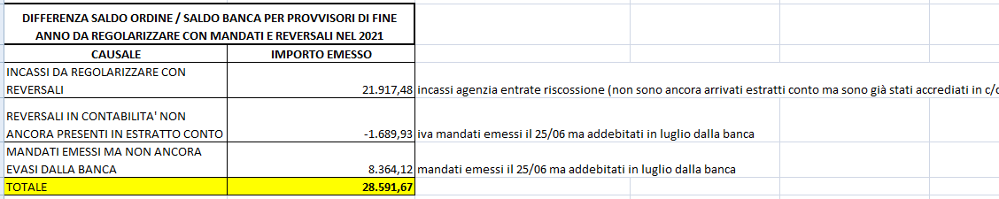 DIFFERENZA SALDO ORDINE / SALDO BANCA PER PROVVISORI DI FINE
ANNO DA REGOLARIZZARE CON MANDATI E REVERSALI NEL 2021
CAUSALE IMPORTO EMESSO
INCASSI DA REGOLARIZZARE CON
REVERSALI 21.917,48 incassi agenzia entrate riscossione (non sono ancora arrivati estratti conto ma sono già stati accreditati in c/c
REVERSALI IN CONTABILITA' NON
ANCORA PRESENTI IN ESTRATTO CONTO -1.689,93 iva mandati emessi il 25/06 ma addebitati in luglio dalla banca
MANDATI EMESSI MA NON ANCORA
EVASI DALLA BANCA 8.364,12 mandati emessi il 25/06 ma addebitati in luglio dalla banca
TOTALE 28.591,67